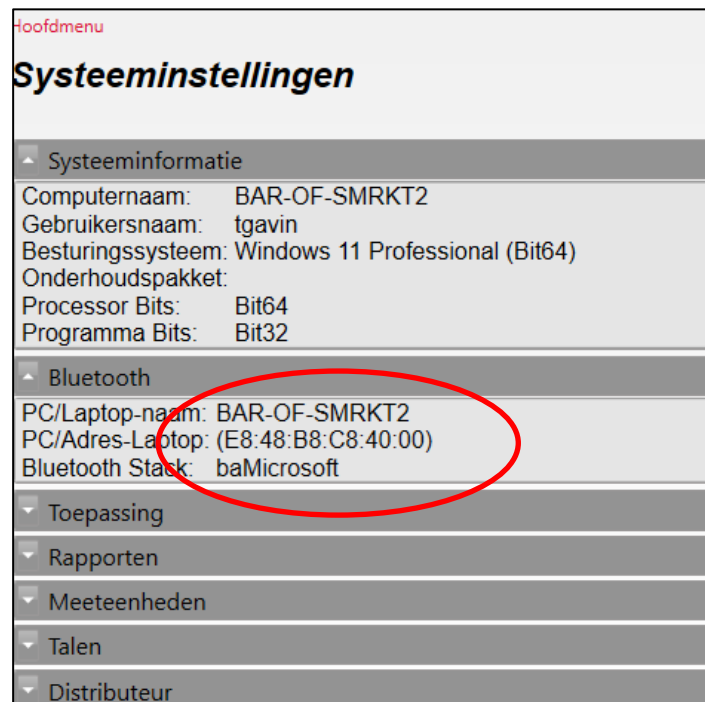 Hoofdmenu
Systeeminstellingen
Systeeminformatie
Computernaam: BAR-OF-SMRKT2
Gebruikersnaam: tgavin
Besturingssysteem: Windows 11 Professional (Bit64)
Onderhoudspakket:
Processor Bits: Bit64
Programma Bits: Bit32
Bluetooth
PC/Laptop-naam: BAR-OF-SMRKT2
PC/Adres-Laptop: (E8:48:B8:C8:40:00)
Bluetooth Stack: baMicrosoft
Toepassing
Rapporten
Meeteenheden
Talen
Distributeur